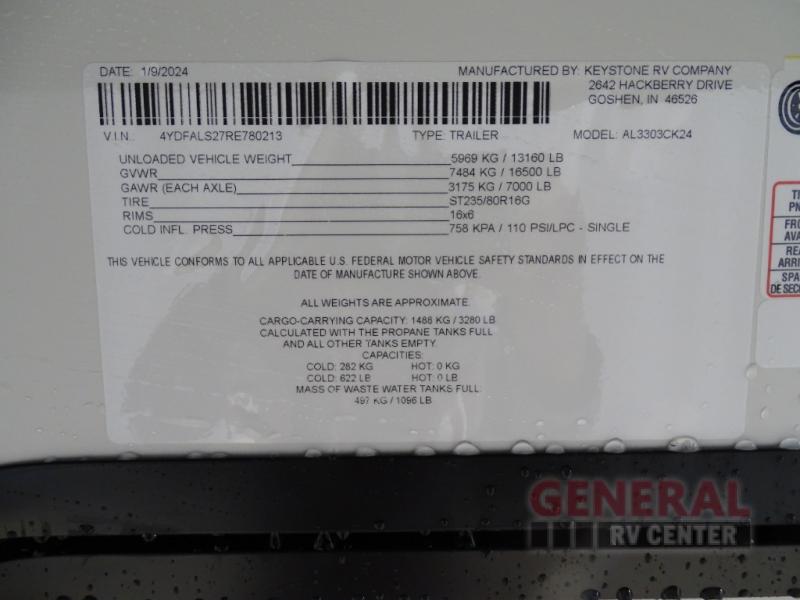 DATE: 1/9/2024
MANUFACTURED BY: KEYSTONE RV COMPANY
2642 HACKBERRY DRIVE
GOSHEN, IN 46526
V.I.N. 4YDFALS27RE780213 TYPE: TRAILER MODEL: AL3303CK24
UNLOADED VEHICLE WEIGHT 5969 KG / 13160 LB
GVWR 7484 KG / 16500 LB
GAWR (EACH AXLE) 3175 KG / 7000 LB
TIRE ST235/80R16G
RIMS 16x6
COLD INFL. PRESS 758 KPA / 110 PSI/LPC - SINGLE
THIS VEHICLE CONFORMS TO ALL APPLICABLE U.S. FEDERAL MOTOR VEHICLE SAFETY STANDARDS IN EFFECT ON THE
DATE OF MANUFACTURE SHOWN ABOVE.
ALL WEIGHTS ARE APPROXIMATE.
CARGO-CARRYING CAPACITY: 1488 KG / 3280 LB
CALCULATED WITH THE PROPANE TANKS FULL
AND ALL OTHER TANKS EMPTY.
CAPACITIES:
COLD: 282 KG HOT: 0 KG
COLD: 622 LB HOT: 0 LB
MASS OF WASTE WATER TANKS FULL:
497 KG / 1096 LB
GENERAL
RV CENTER